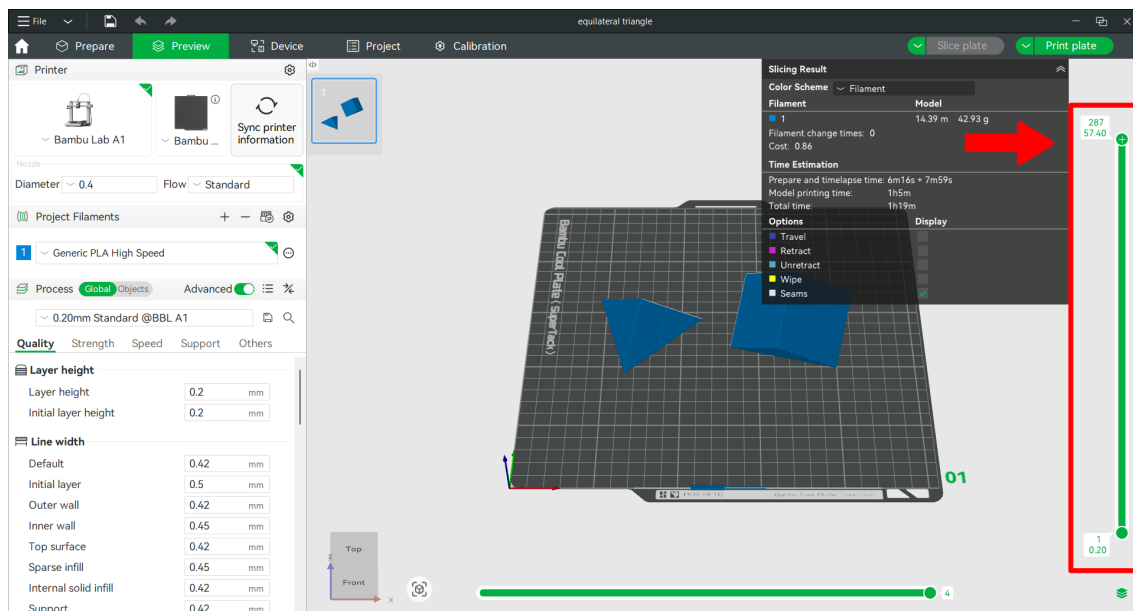 File
equilateral triangle
Prepare
Preview
Device
Project
Calibration
Slice plate
Print plate
Printer
Bambu Lab A1
Bambu ...
Sync printer
information
Nozzle
Diameter
0.4
Flow
Standard
Project Filaments
1
Generic PLA High Speed
Process
Global
Objects
Advanced
0.20mm Standard @BBL A1
Quality
Strength
Speed
Support
Others
Layer height
Layer height 0.2 mm
Initial layer height 0.2 mm
Line width
Default 0.42 mm
Initial layer 0.5 mm
Outer wall 0.42 mm
Inner wall 0.45 mm
Top surface 0.42 mm
Sparse infill 0.45 mm
Internal solid infill 0.42 mm
Support 0.42 mm
1
Slicing Result
Color Scheme Filament
Filament Model
1 14.39 m 42.93 g
Filament change times: 0
Cost: 0.86
Time Estimation
Prepare and timelapse time: 6m16s + 7m59s
Model printing time: 1h5m
Total time: 1h19m
Options Display
Travel
Retract
Unretract
Wipe
Seams
287
57.40
1
0.20
Bambu Cool Plate (SuperTack)
01
Top
Front
z
x
4